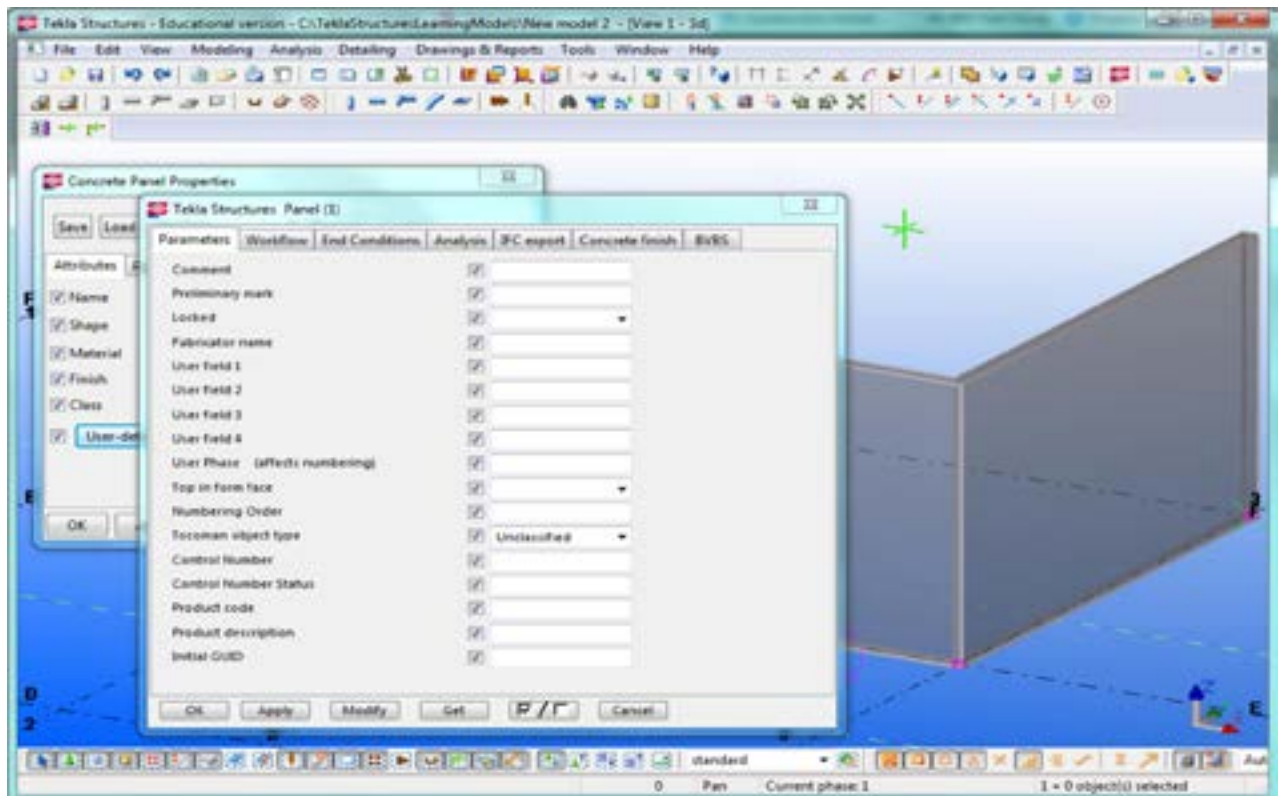 Tekla Structures - Educational version - C:\TeklaStructuresLearningModels\New model 2 - [View 1 - 3d]
File Edit View Modeling Analysis Detailing Drawings & Reports Tools Window Help
Concrete Panel Properties
Tekla Structures Panel (1)
Save Load
Parameters Workflow End Conditions Analysis IFC export Concrete finish BVBS
Attributes
Name
Shape
Material
Finish
Class
User-def
OK
Comment
Preliminary mark
Locked
Fabricator name
User field 1
User field 2
User field 3
User field 4
User Phase (affects numbering)
Top in form face
Numbering Order
Tocoman object type Unclassified
Control Number
Control Number Status
Product code
Product description
Initial GUID
OK Apply Modify Get Cancel
F
1
E
D
2
E
standard
Aut
0 Pan Current phase: 1 1 + 0 object(s) selected